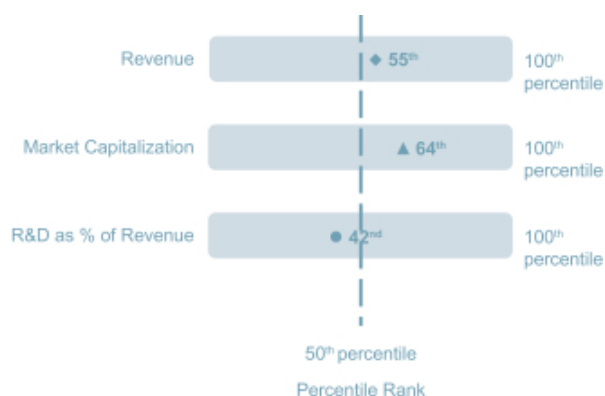 Revenue
55th
100th
percentile
Market Capitalization
64th
100th
percentile
R&D as % of Revenue
42nd
100th
percentile
50th percentile
Percentile Rank